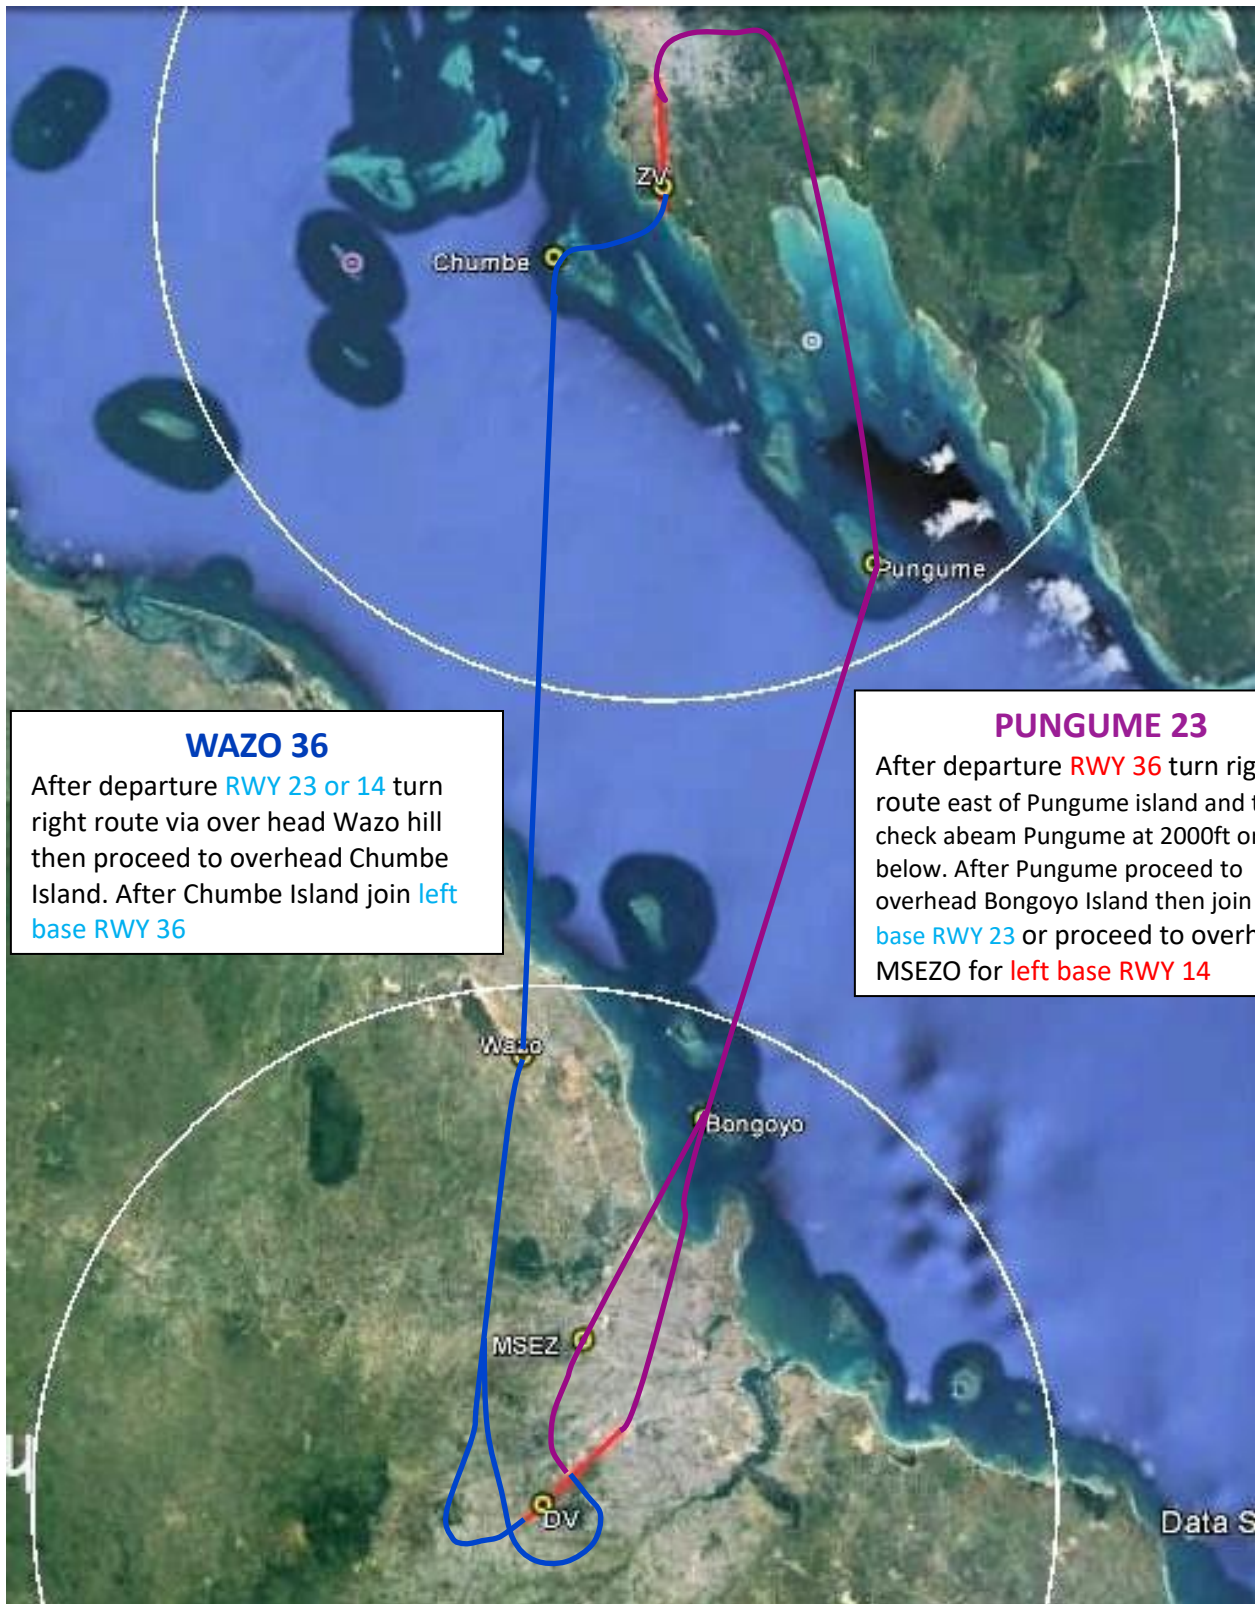 ZV
Chumbe
Pungume
WAZO 36
After departure RWY 23 or 14 turn
right route via over head Wazo hill
then proceed to overhead Chumbe
Island. After Chumbe Island join left
base RWY 36
PUNGUME 23
After departure RWY 36 turn rig
route east of Pungume island and t
check abeam Pungume at 2000ft or
below. After Pungume proceed to
overhead Bongoyo Island then join
base RWY 23 or proceed to overh
MSEZO for left base RWY 14
Wazo
Bongoyo
MSEZ
DV
Data S